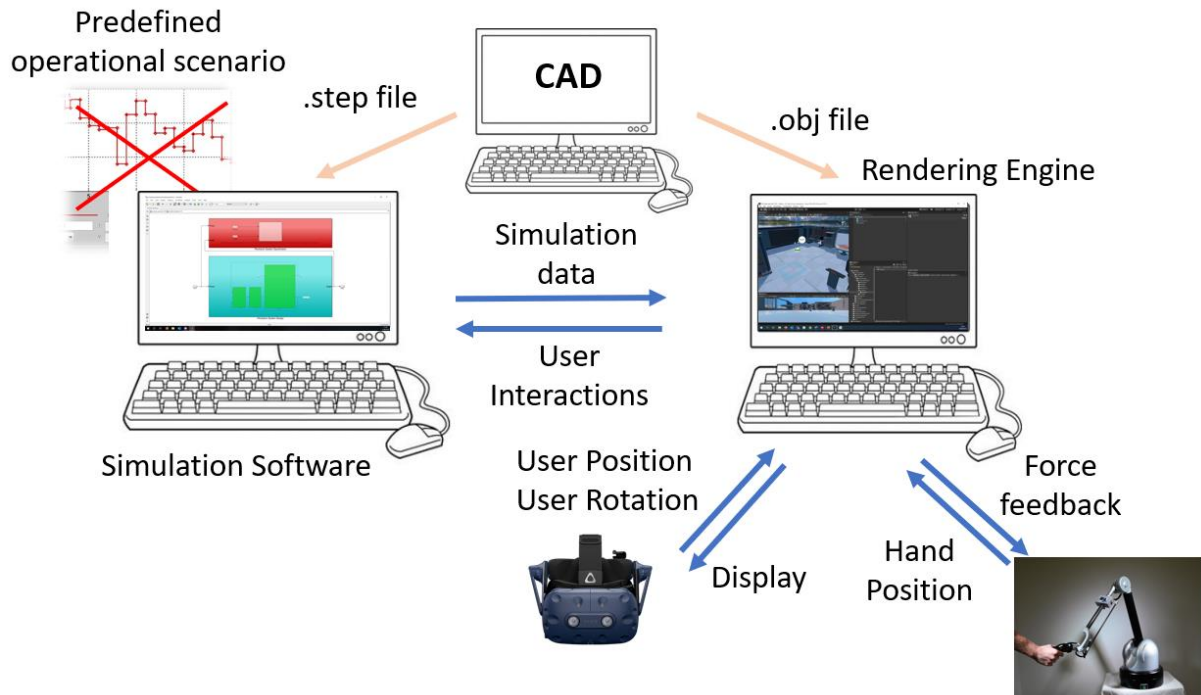 Predefined
operational scenario
CAD
.step file
.obj file
Rendering Engine
Simulation
data
User
Interactions
Simulation Software
User Position
User Rotation
Force
feedback
Display
Hand
Position